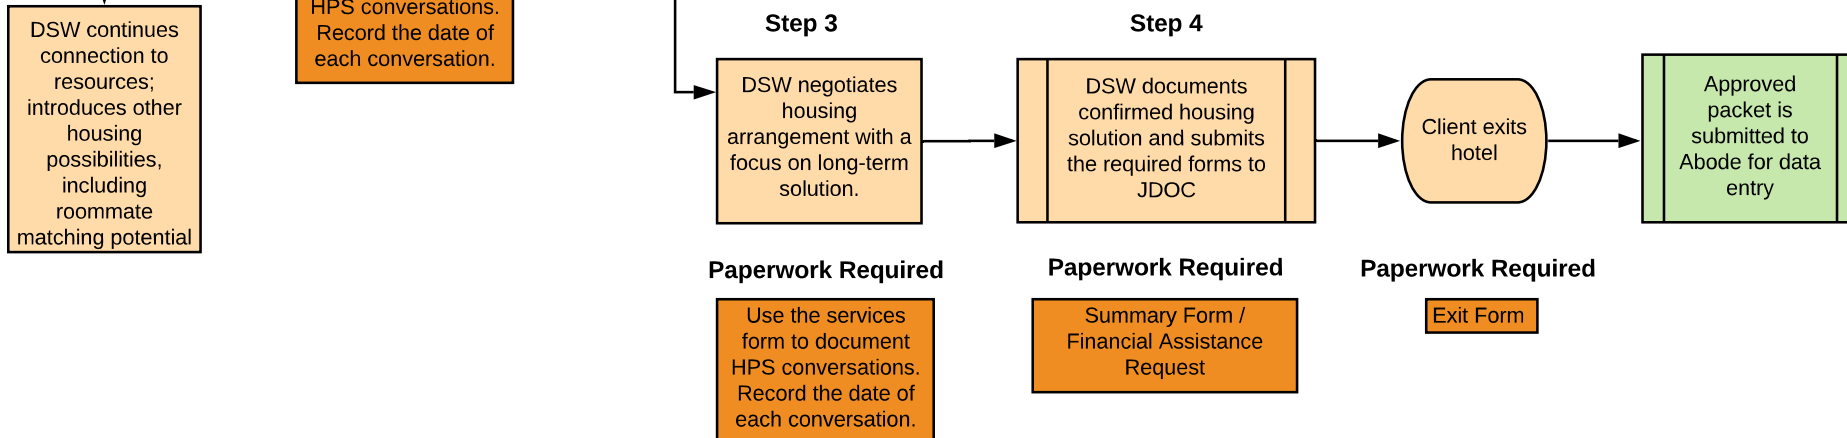 DSW continues
connection to
resources;
introduces other
housing
possibilities,
including
roommate
matching potential
HPS conversations.
Record the date of
each conversation.
Step 3
DSW negotiates
housing
arrangement with a
focus on long-term
solution.
Paperwork Required
Use the services
form to document
HPS conversations.
Record the date of
each conversation.
Step 4
DSW documents
confirmed housing
solution and submits
the required forms to
JDOC
Paperwork Required
Summary Form /
Financial Assistance
Request
Client exits
hotel
Paperwork Required
Exit Form
Approved
packet is
submitted to
Abode for data
entry